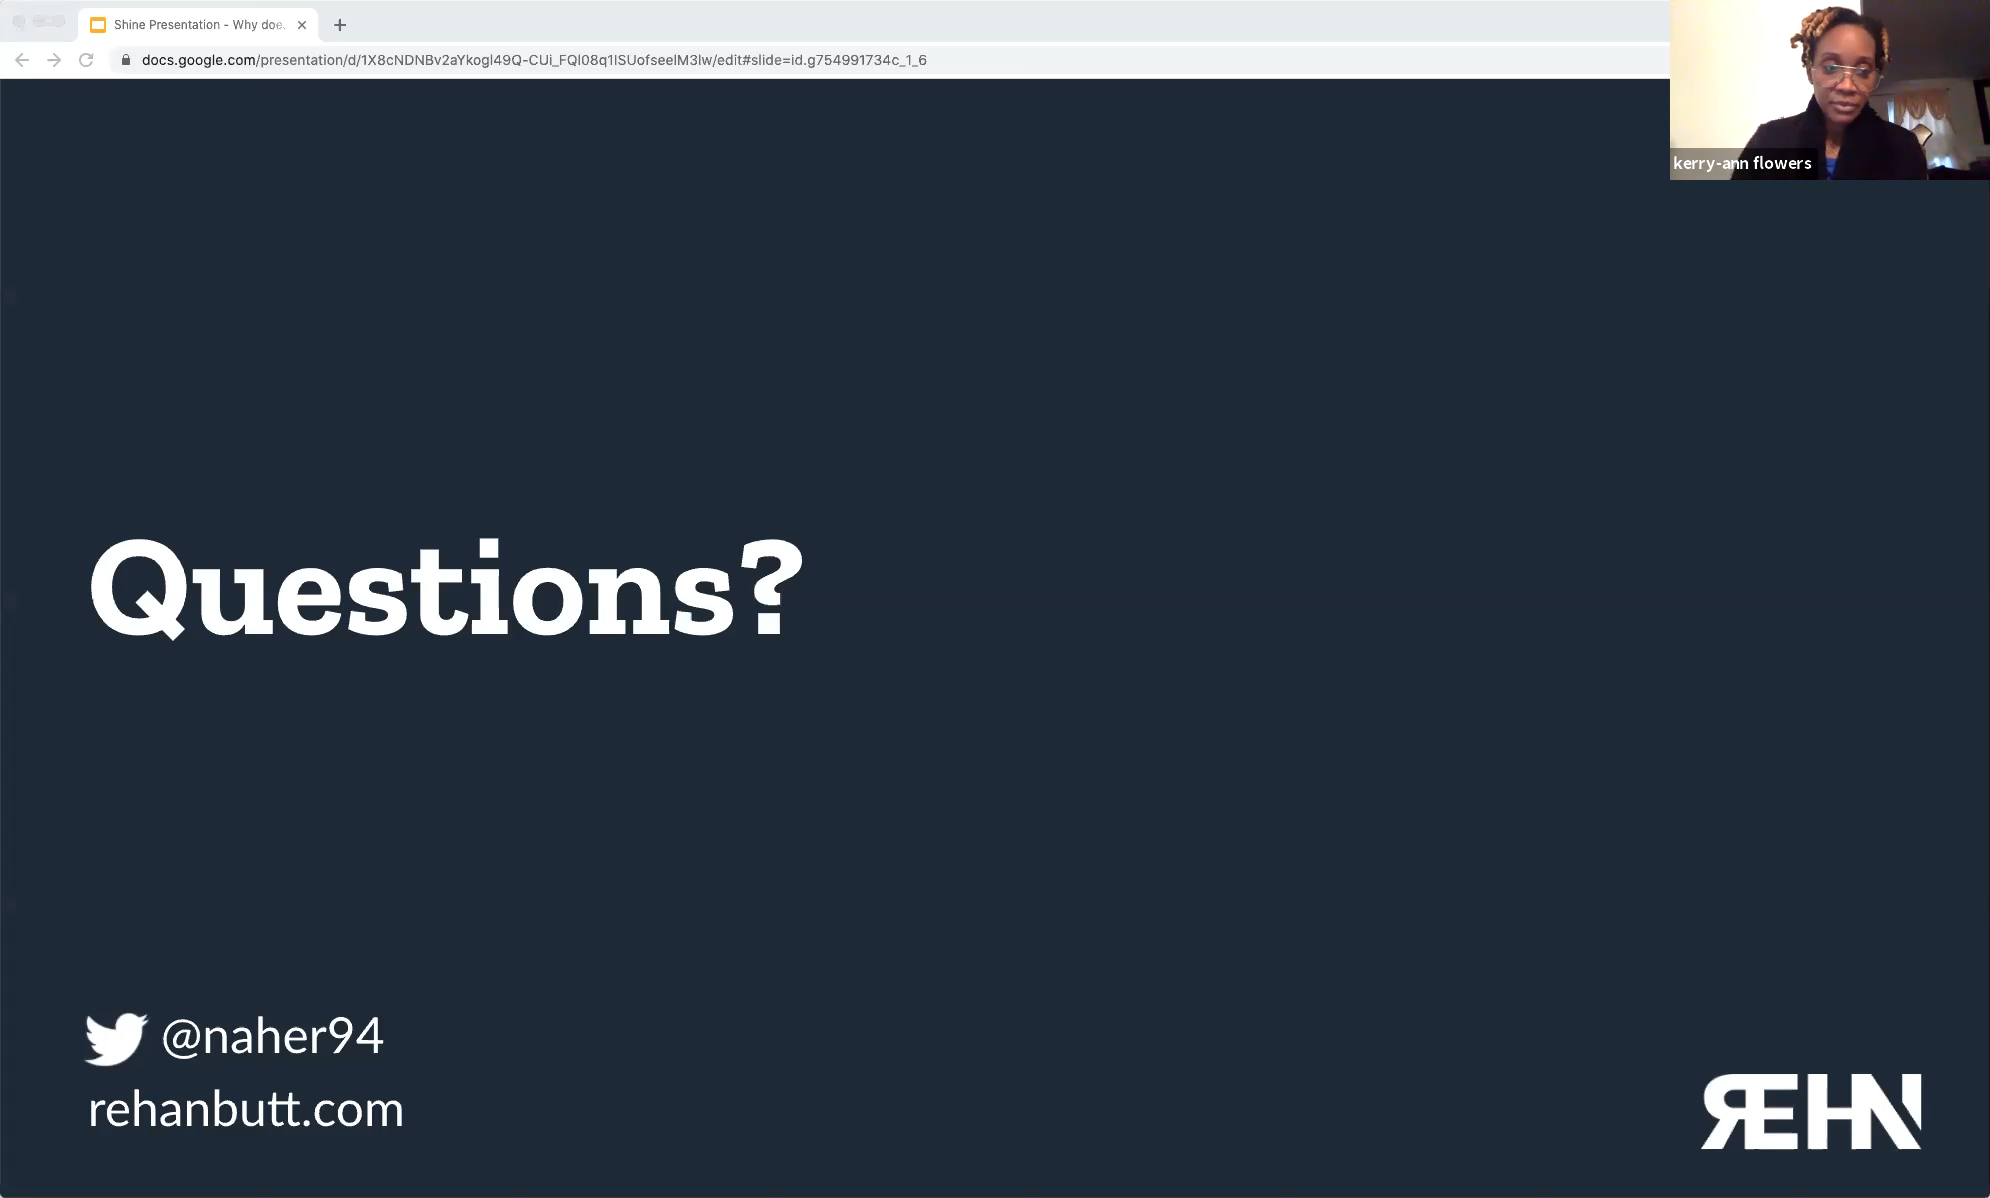 Shine Presentation - Why doe
docs.google.com/presentation/d/1X8cNDNBv2aYkogl49Q-CUi_FQl08q1lSUofseelM3lw/edit#slide=id.g754991734c_1_6
kerry-ann flowers
Questions?
@naher94
rehanbutt.com
REHN